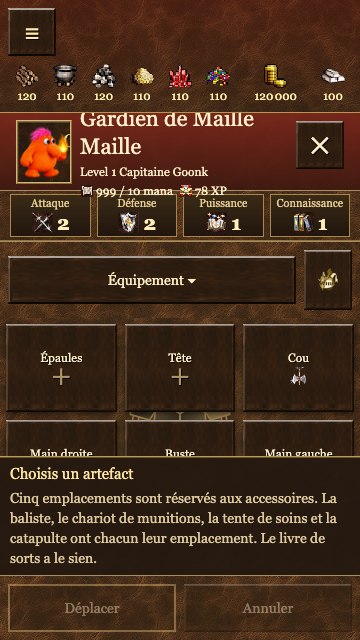 120 110 120 110 110 110 120 000 100
Gardien de Maille
Maille
Level 1 Capitaine Goonk
999 / 10 mana 78 XP
Attaque Défense Puissance Connaissance
2 2 1 1
Équipement
Épaules Tête Cou
Main droite Buste Main gauche
Choisis un artefact
Cinq emplacements sont réservés aux accessoires. La
baliste, le chariot de munitions, la tente de soins et la
catapulte ont chacun leur emplacement. Le livre de
sorts a le sien.
Déplacer Annuler